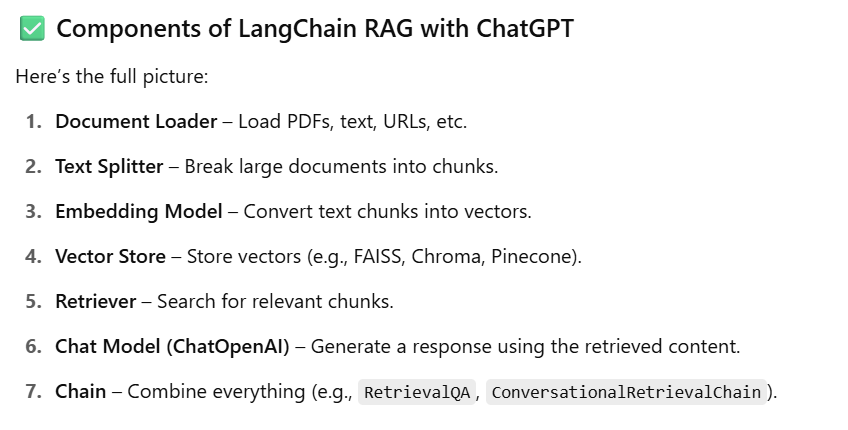 ✅ Components of LangChain RAG with ChatGPT
Here’s the full picture:
1. Document Loader – Load PDFs, text, URLs, etc.
2. Text Splitter – Break large documents into chunks.
3. Embedding Model – Convert text chunks into vectors.
4. Vector Store – Store vectors (e.g., FAISS, Chroma, Pinecone).
5. Retriever – Search for relevant chunks.
6. Chat Model (ChatOpenAI) – Generate a response using the retrieved content.
7. Chain – Combine everything (e.g., RetrievalQA, ConversationalRetrievalChain).